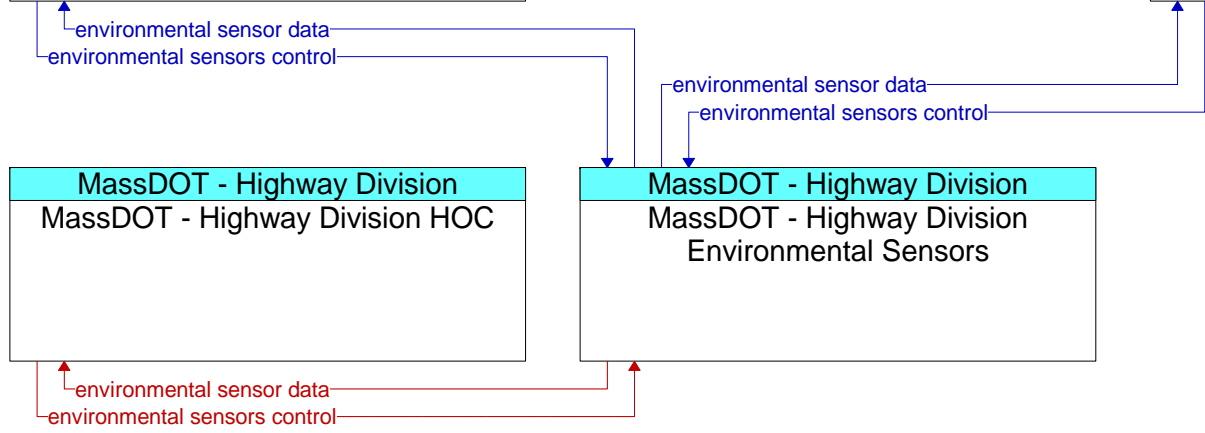 environmental sensor data
environmental sensors control
environmental sensor data
environmental sensors control
MassDOT - Highway Division
MassDOT - Highway Division HOC
MassDOT - Highway Division
MassDOT - Highway Division
Environmental Sensors
environmental sensor data
environmental sensors control